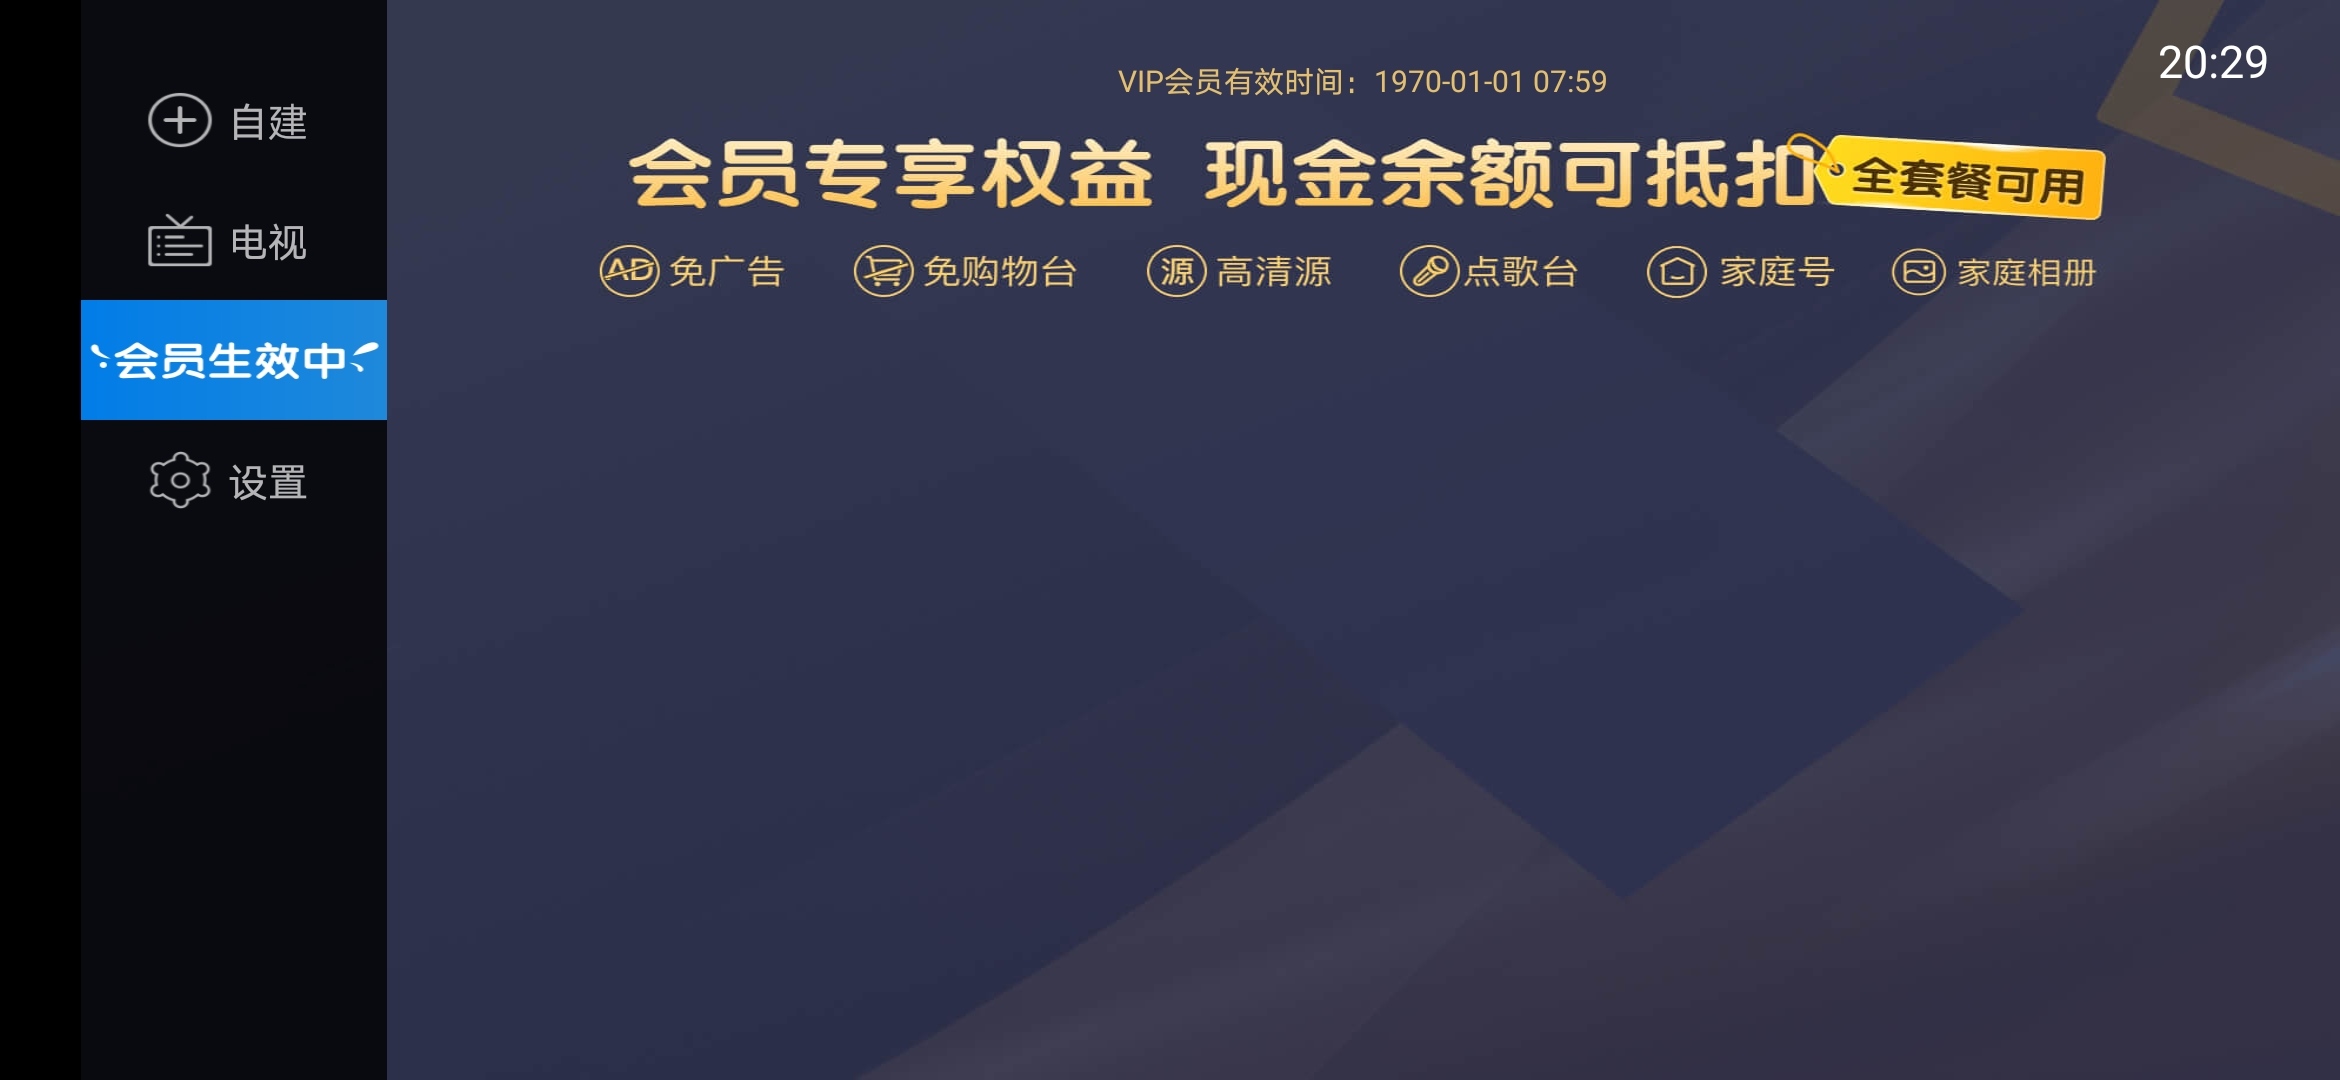 20:29
自建
电视
会员生效中
设置
VIP会员有效时间：1970-01-01 07:59
会员专享权益 现金余额可抵扣 全套餐可用
AD 免广告 免购物台 源 高清源 点歌台 家庭号 家庭相册